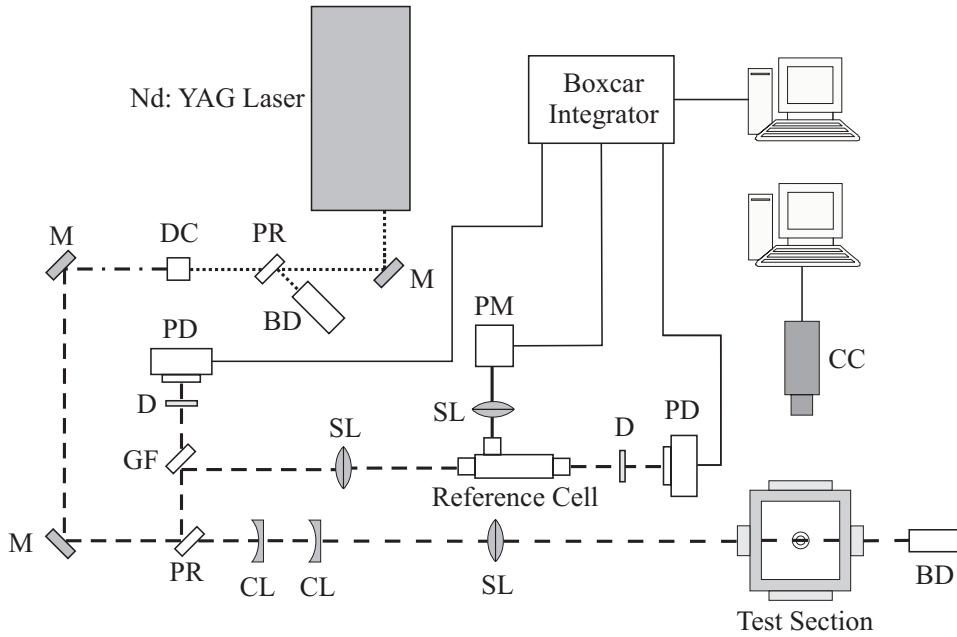 Boxcar
Integrator
Nd: YAG Laser
M
DC
PR
M
BD
PM
PD
CC
D
SL
PD
SL
D
GF
Reference Cell
M
PR
CL
CL
SL
BD
Test Section